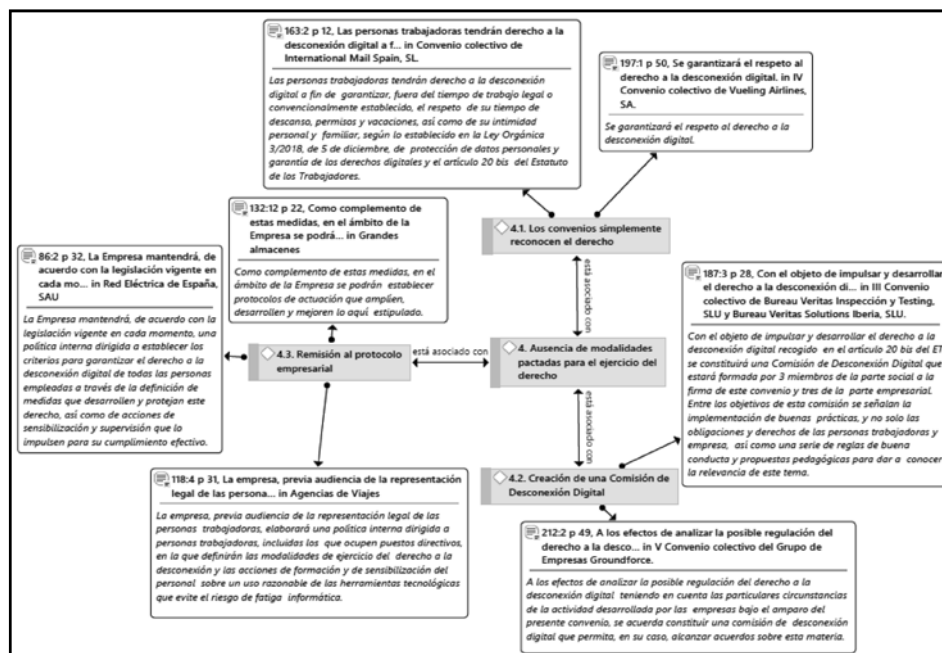 163:2 p 12, Las personas trabajadoras tendrán derecho a la
desconexión digital a f... in Convenio colectivo de
International Mail Spain, SL.
Las personas trabajadoras tendrán derecho a la desconexión
digital a fin de garantizar, fuera del tiempo de trabajo legal o
convencionalmente establecido, el respeto de su tiempo de
descanso, permisos y vacaciones, así como de su intimidad
personal y familiar, según lo establecido en la Ley Orgánica
3/2018, de 5 de diciembre, de protección de datos personales y
garantía de los derechos digitales y el artículo 20 bis del Estatuto
de los Trabajadores.
197:1 p 50, Se garantizará el respeto al
derecho a la desconexión digital. in IV
Convenio colectivo de Vueling Airlines,
SA.
Se garantizará el respeto al derecho a la
desconexión digital.
132:12 p 22, Como complemento de
estas medidas, en el ámbito de la
Empresa se podrá... in Grandes
almacenes
Como complemento de estas medidas, en el
ámbito de la Empresa se podrán establecer
protocolos de actuación que amplíen,
desarrollen y mejoren lo aquí estipulado.
4.1. Los convenios simplemente
reconocen el derecho
86:2 p 32, La Empresa mantendrá, de
acuerdo con la legislación vigente en
cada mo... in Red Eléctrica de España,
SAU
La Empresa mantendrá, de acuerdo con la
legislación vigente en cada momento, una
política interna dirigida a establecer los
criterios para garantizar el derecho a la
desconexión digital de todas las personas
empleadas a través de la definición de
medidas que desarrollen y protejan este
derecho, así como de acciones de
sensibilización y supervisión que lo
impulsen para su cumplimiento efectivo.
está asociado con
187:3 p 28, Con el objeto de impulsar y desarrollar
el derecho a la desconexión di... in III Convenio
colectivo de Bureau Veritas Inspección y Testing,
SLU y Bureau Veritas Solutions Iberia, SLU.
Con el objeto de impulsar y desarrollar el derecho a la
desconexión digital recogido en el artículo 20 bis del ET
se constituirá una Comisión de Desconexión Digital que
estará formada por 3 miembros de la parte social a la
firma de este convenio y tres de la parte empresarial.
Entre los objetivos de esta comisión se señalan la
implementación de buenas prácticas, y no solo las
obligaciones y derechos de las personas trabajadoras y
empresa, así como una serie de reglas de buena
conducta y propuestas pedagógicas para dar a conocer
la relevancia de este tema.
4.3. Remisión al protocolo
empresarial
está asociado con
4. Ausencia de modalidades
pactadas para el ejercicio del
derecho
está asociado con
4.2. Creación de una Comisión de
Desconexión Digital
118:4 p 31, La empresa, previa audiencia de la representación
legal de las persona... in Agencias de Viajes
La empresa, previa audiencia de la representación legal de las
personas trabajadoras, elaborará una política interna dirigida a
personas trabajadoras, incluidas los que ocupen puestos directivos,
en la que definirán las modalidades de ejercicio del derecho a la
desconexión y las acciones de formación y de sensibilización del
personal sobre un uso razonable de las herramientas tecnológicas
que evite el riesgo de fatiga informática.
212:2 p 49, A los efectos de analizar la posible regulación del
derecho a la desco... in V Convenio colectivo del Grupo de
Empresas Groundforce.
A los efectos de analizar la posible regulación del derecho a la
desconexión digital teniendo en cuenta las particulares circunstancias
de la actividad desarrollada por las empresas bajo el amparo del
presente convenio, se acuerda constituir una comisión de desconexión
digital que permita, en su caso, alcanzar acuerdos sobre esta materia.